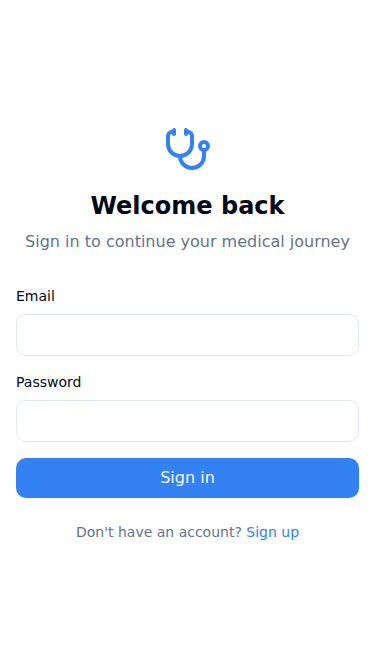 Welcome back
Sign in to continue your medical journey
Email
Password
Sign in
Don't have an account? Sign up